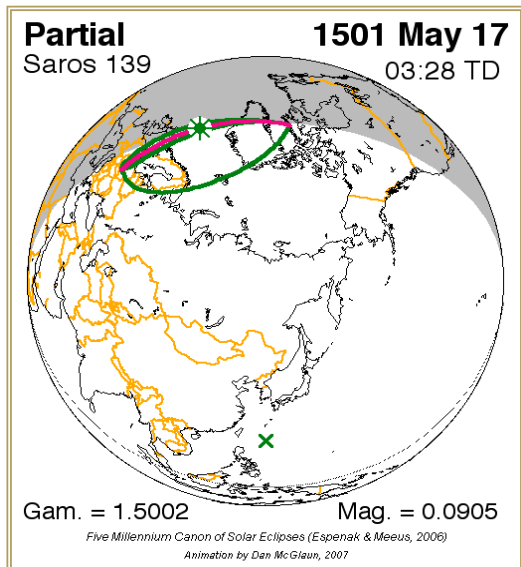 Partial
1501 May 17
Saros 139
03:28 TD
Gam. = 1.5002
Mag. = 0.0905
Five Millennium Canon of Solar Eclipses (Espenak & Meeus, 2006)
Animation by Dan McGlaun, 2007